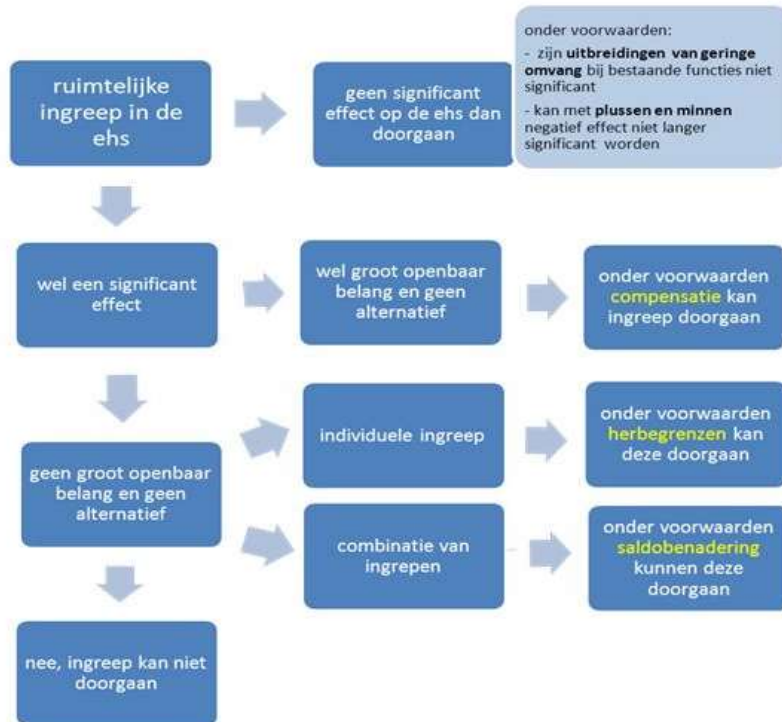 ruimtelijke
ingreep in de
ehs
geen significant
effect op de ehs dan
doorgaan
onder voorwaarden:
- zijn uitbreidingen van geringe
omvang bij bestaande functies niet
significant
- kan met plussen en minnen
negatief effect niet langer
significant worden
wel een significant
effect
wel groot openbaar
belang en geen
alternatief
onder voorwaarden
compensatie kan
ingreep doorgaan
geen groot openbaar
belang en geen
alternatief
individuele ingreep
onder voorwaarden
herbegrenzen kan
deze doorgaan
combinatie van
ingrepen
onder voorwaarden
saldobenadering
kunnen deze
doorgaan
nee, ingreep kan niet
doorgaan